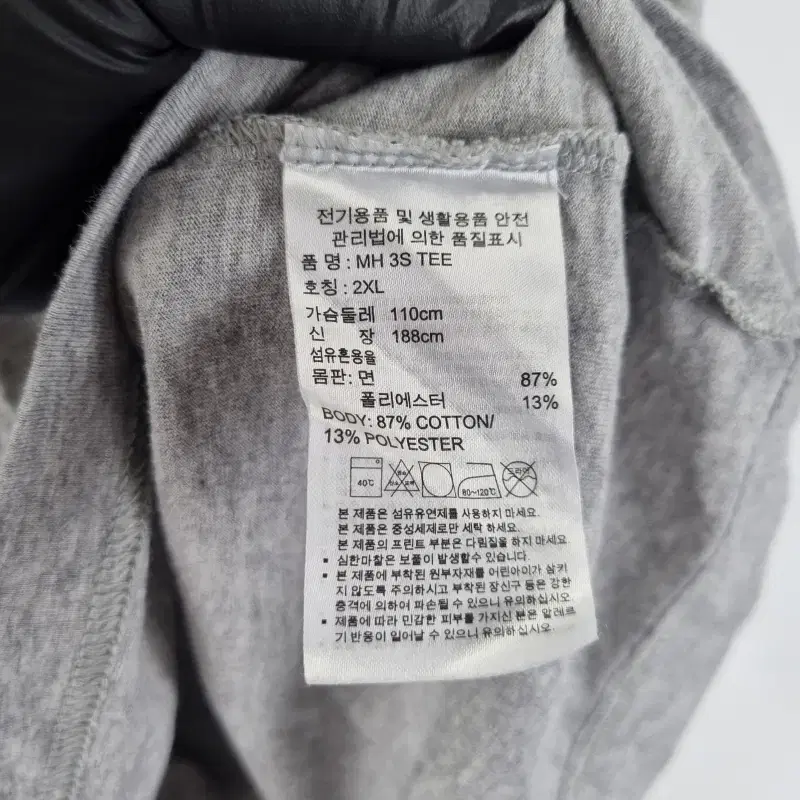 전기용품 및 생활용품 안전
관리법에 의한 품질표시
품 명 : MH 3S TEE
호칭 : 2XL
가슴둘레 110cm
신 장 188cm
섬유혼용율
몸판: 면 87%
폴리에스터 13%
BODY: 87% COTTON/
13% POLYESTER
40℃ 80~120℃ 드라이
본 제품은 섬유유연제를 사용하지 마세요.
본 제품은 중성세제로만 세탁 하세요.
본 제품의 프린트 부분은 다림질을 하지 마세요
▪ 심한마찰은 보풀이 발생할수 있습니다.
▪ 본 제품에 부착된 원부자재를 어린아이가 삼키
지 않도록 주의하시고 부착된 장신구 등은 강한
충격에 의하여 파손될 수 있으니 유의하십시오.
▪ 제품에 따라 민감한 피부를 가지신 분은 알레르
기 반응이 일어날 수 있으니 유의하십시오.